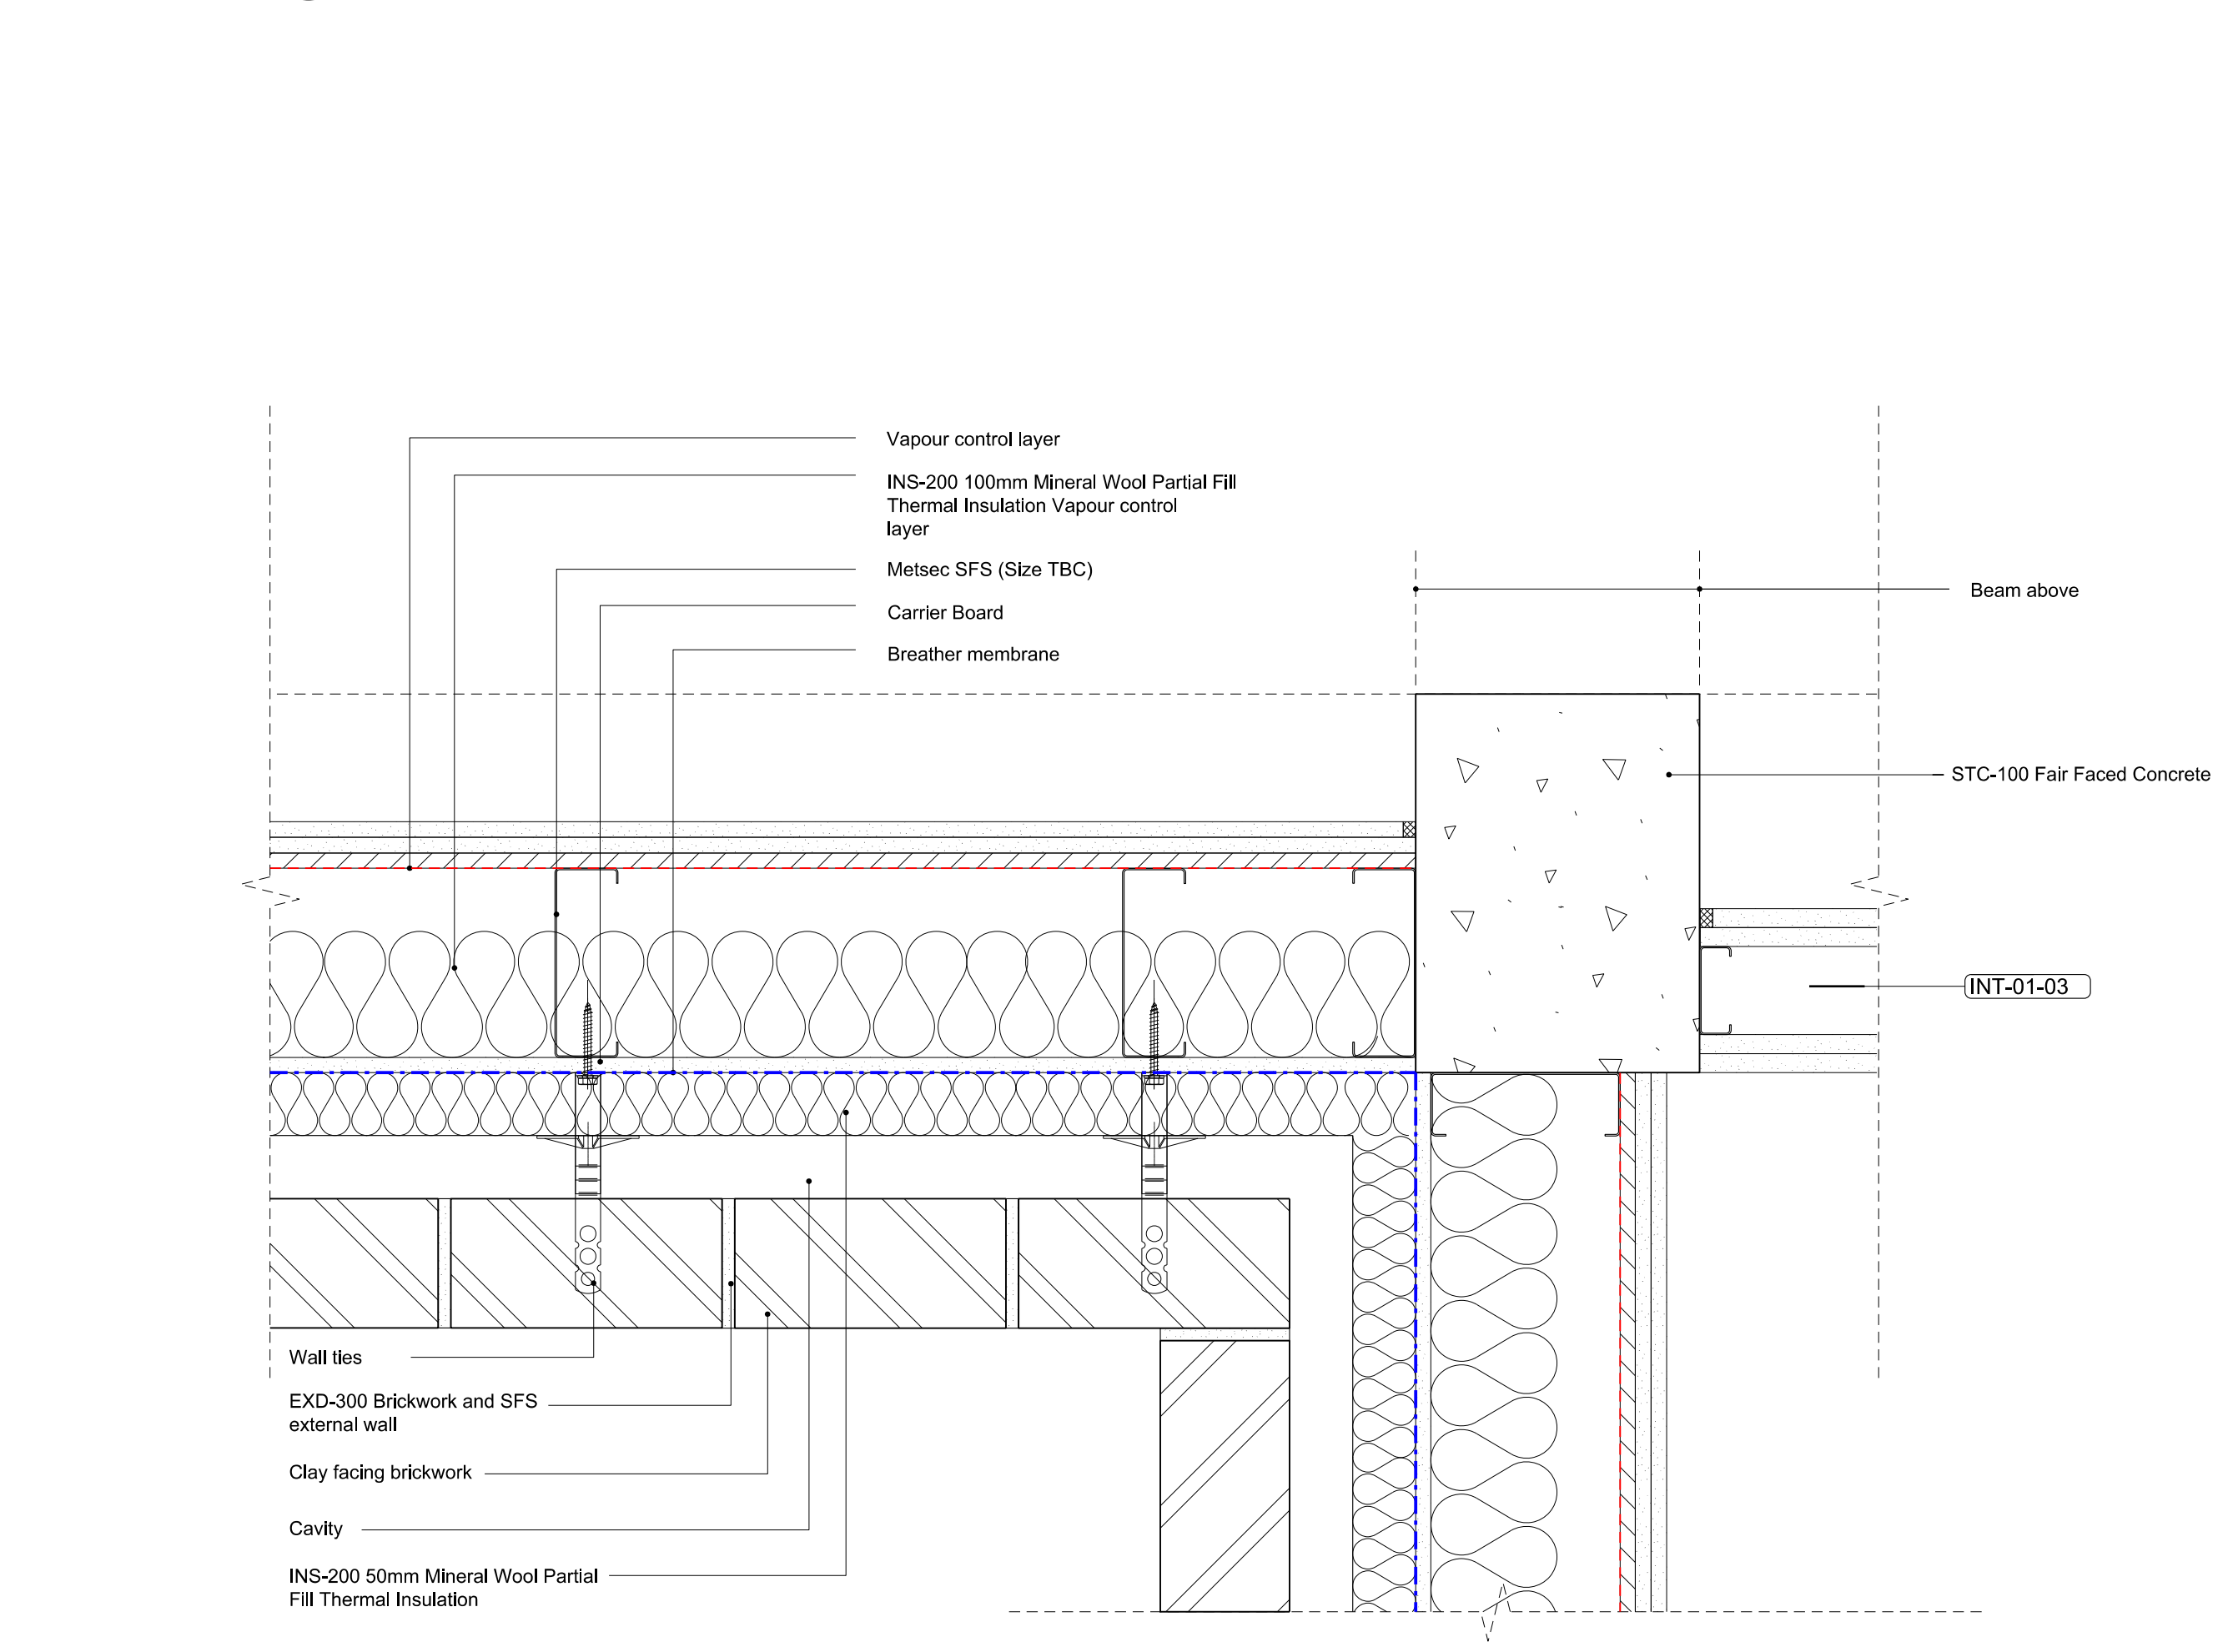 Vapour control layer
INS-200 100mm Mineral Wool Partial Fill
Thermal Insulation Vapour control
layer
Metsec SFS (Size TBC)
Carrier Board
Breather membrane
Beam above
STC-100 Fair Faced Concrete
INT-01-03
Wall ties
EXD-300 Brickwork and SFS
external wall
Clay facing brickwork
Cavity
INS-200 50mm Mineral Wool Partial
Fill Thermal Insulation